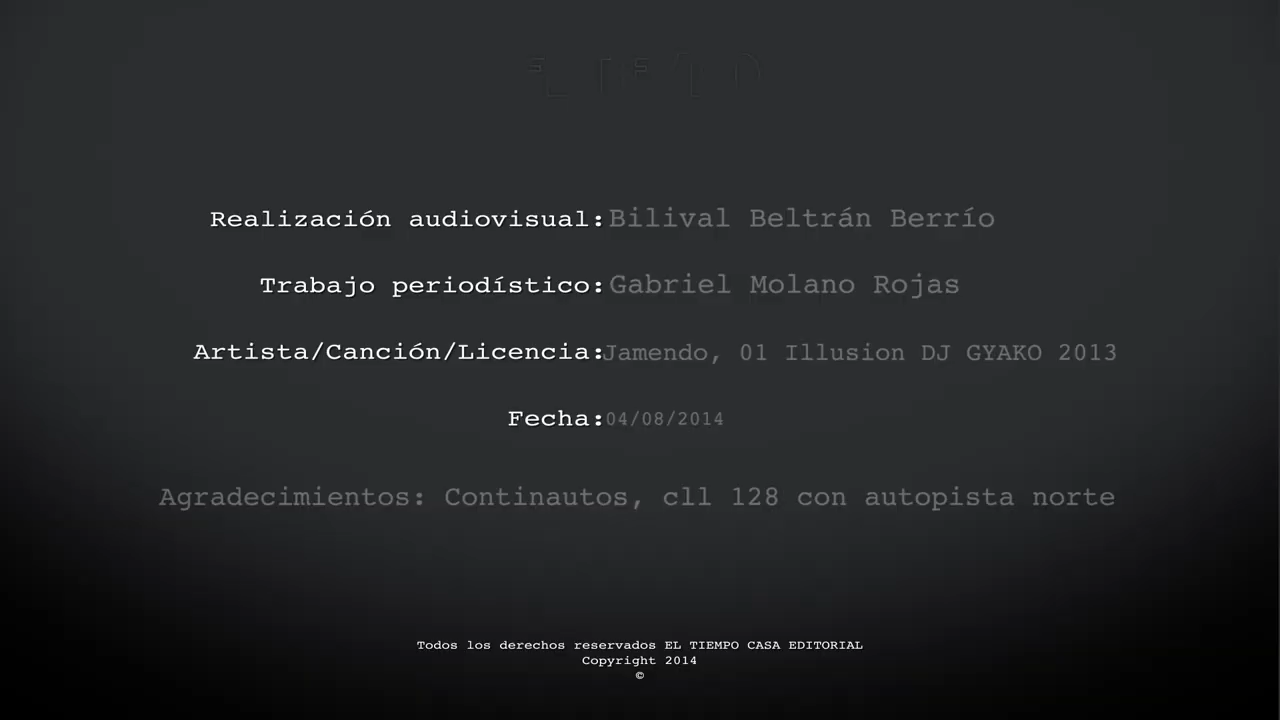 Realización audiovisual: Bilival Beltrán Berrío
Trabajo periodístico: Gabriel Molano Rojas
Artista/Canción/Licencia: Jamendo, 01 Illusion DJ GYAKO 2013
Fecha: 04/08/2014
Agradecimientos: Continautos, cll 128 con autopista norte
Todos los derechos reservados EL TIEMPO CASA EDITORIAL
Copyright 2014
©